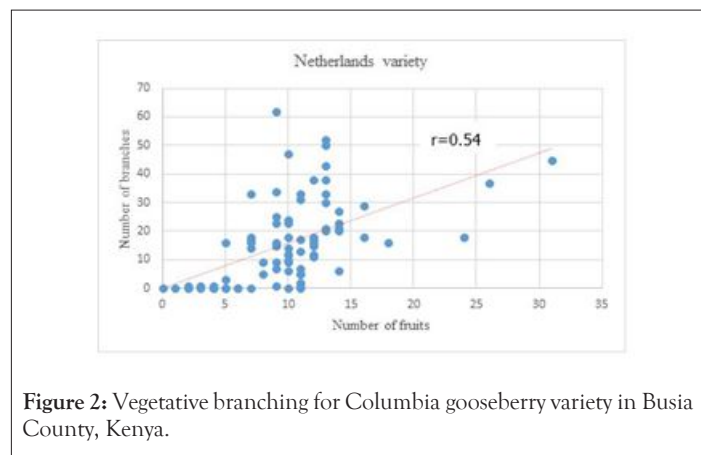 Netherlands variety
70
60
50
40
30
20
10
0
Number of branches
r=0.54
0 5 10 15 20 25 30 35
Number of fruits
Figure 2: Vegetative branching for Columbia gooseberry variety in Busia
County, Kenya.